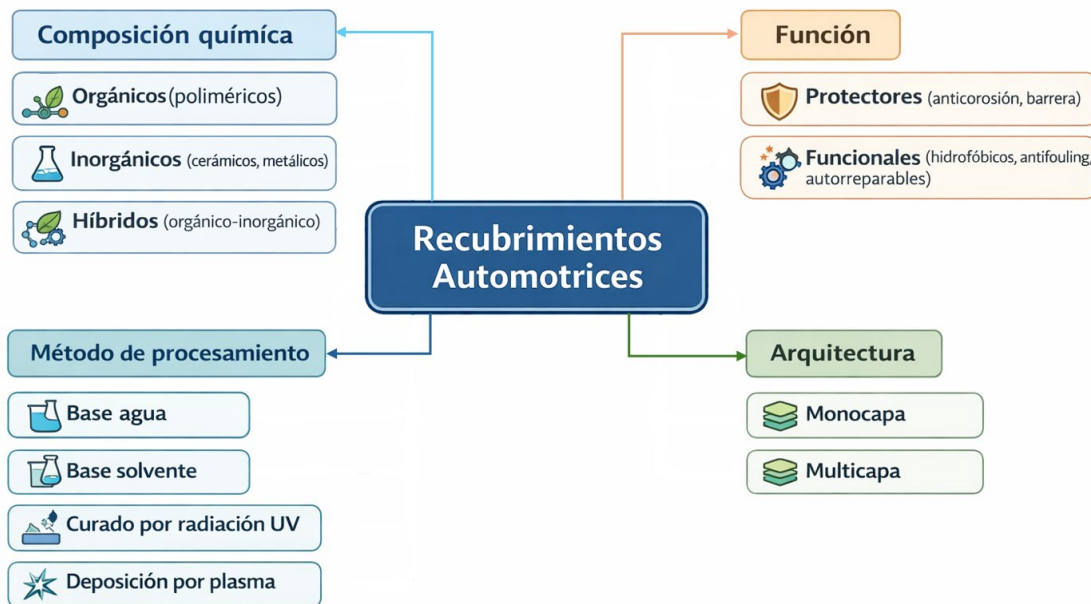 Composición químíca
Orgánicos (poliméricos)
Inorgánicos (cerámicos, metálicos)
Híbridos (orgánico-inorgánico)
Función
Protectores (anticorosión, barrera)
Funcionales (hidrofóbicos, antifouling,
autorreparables)
Recubrimientos
Automotrices
Método de procesamiento
Base agua
Base solvente
Curado por radiación UV
Deposición por plasma
Arquitectura
Monocapa
Multicapa